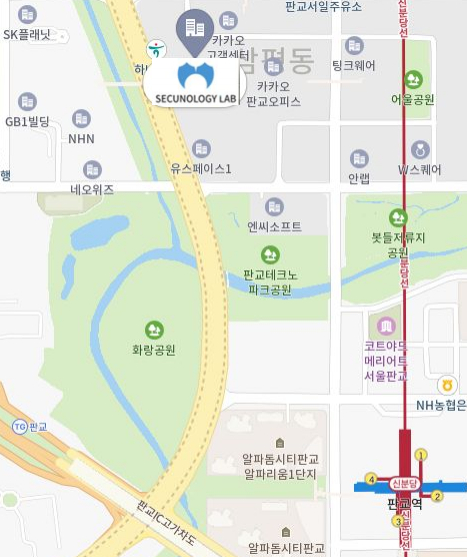 판교서일주유소
신분당선
SK플래닛
카카오
고객센터
삼평동
팅크웨어
SECUNOLOGY LAB
카카오
판교오피스
어울공원
GB1빌딩
NHN
유스페이스1
안랩
W스퀘어
행
네오위즈
엔씨소프트
봇들저류지
공원
신분당선
판교테크노
파크공원
화랑공원
코트야드
메리어트
서울판교
NH농협은
TG 판교
알파돔시티판교
알파리움1단지
1
4
신분당
2
판교역
3
판교IC고가차도
신분당선
알파돔시티판교